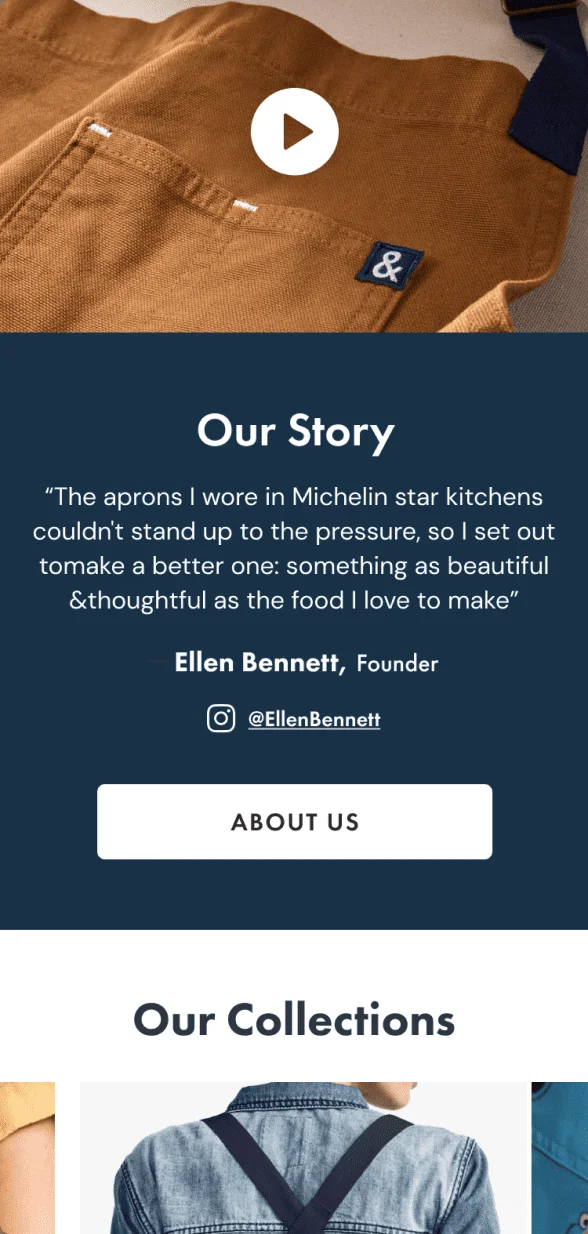 &
Our Story
“The aprons I wore in Michelin star kitchens
couldn't stand up to the pressure, so I set out
tomake a better one: something as beautiful
&thoughtful as the food I love to make”
Ellen Bennett, Founder
@EllenBennett
ABOUT US
Our Collections